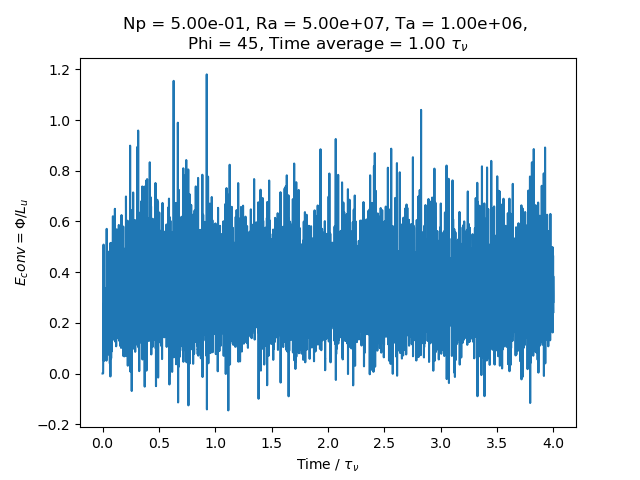 Np = 5.00e-01, Ra = 5.00e+07, Ta = 1.00e+06,
Phi = 45, Time average = 1.00 τ_ν
1.2
1.0
0.8
0.6
0.4
0.2
0.0
−0.2
E_conv = Φ/L_u
0.0 0.5 1.0 1.5 2.0 2.5 3.0 3.5 4.0
Time / τ_ν